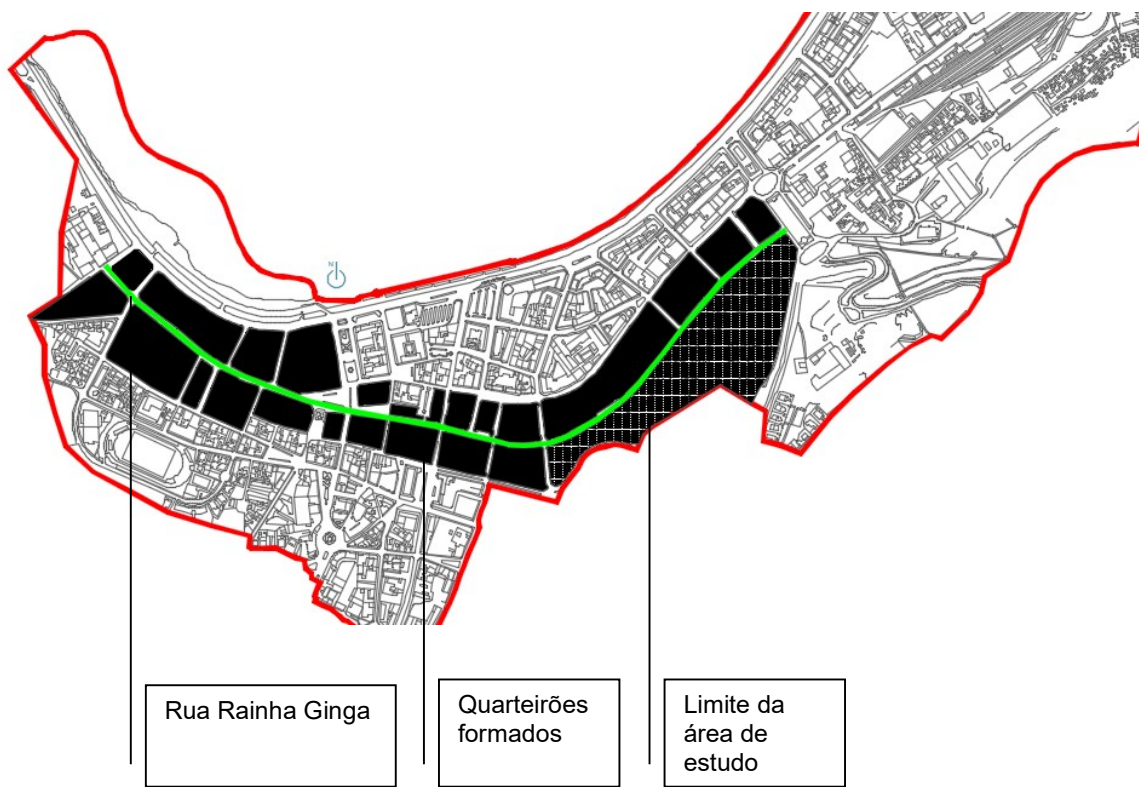 N
Rua Rainha Ginga
Quarteirões
formados
Limite da
área de
estudo